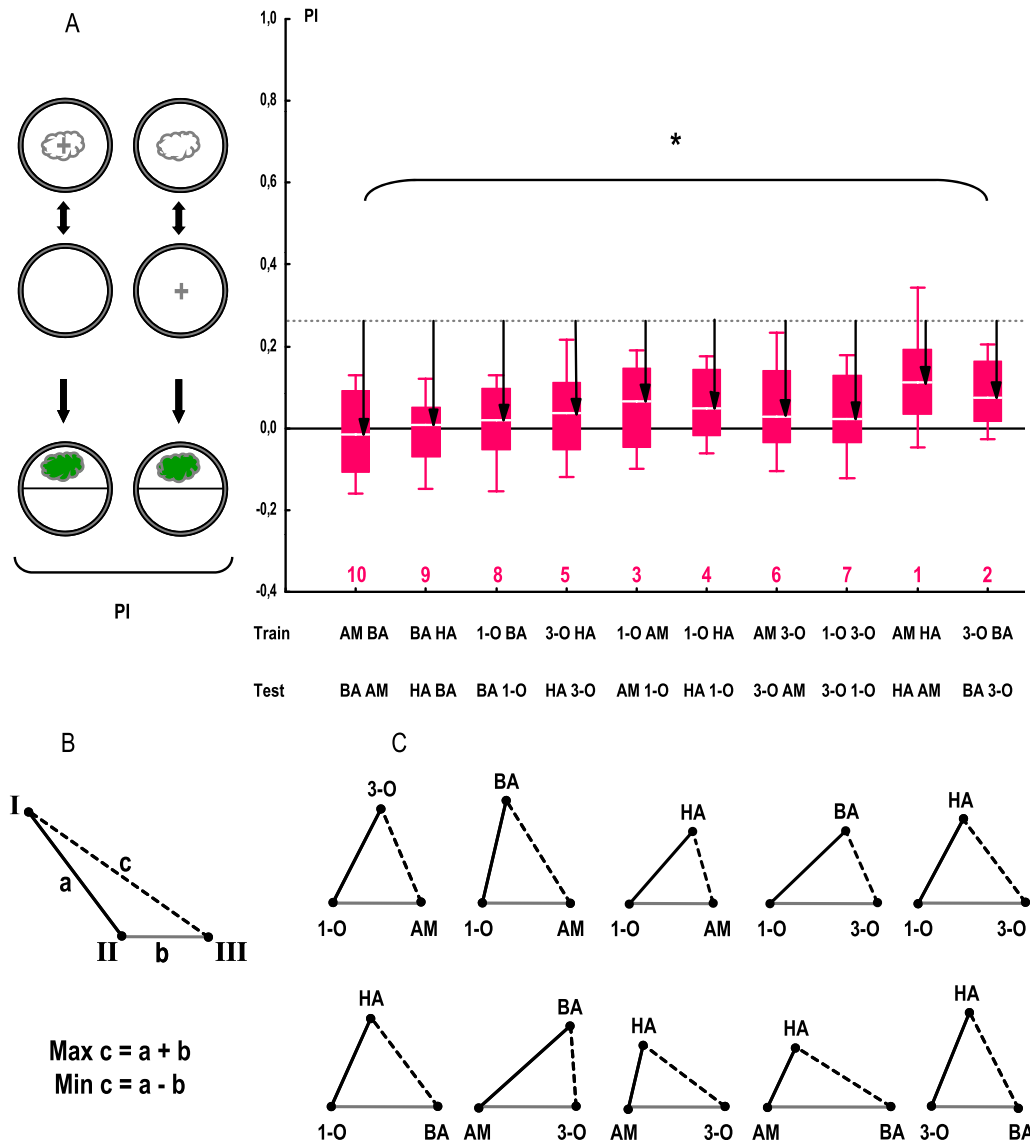 A
PI
1,0
0,8
*
0,6
0,4
0,2
0,0
-0,2
-0,4
+
+
PI
10 9 8 5 3 4 6 7 1 2
Train AM BA BA HA 1-O BA 3-O HA 1-O AM 1-O HA AM 3-O 1-O 3-O AM HA 3-O BA
Test BA AM HA BA BA 1-O HA 3-O AM 1-O HA 1-O 3-O AM 3-O 1-O HA AM BA 3-O
B
I
c
a
II b III
Max c = a + b
Min c = a - b
C
3-O BA HA BA HA
1-O AM 1-O AM 1-O AM 1-O 3-O 1-O 3-O
HA BA HA HA HA
1-O BA AM 3-O AM 3-O AM BA 3-O BA